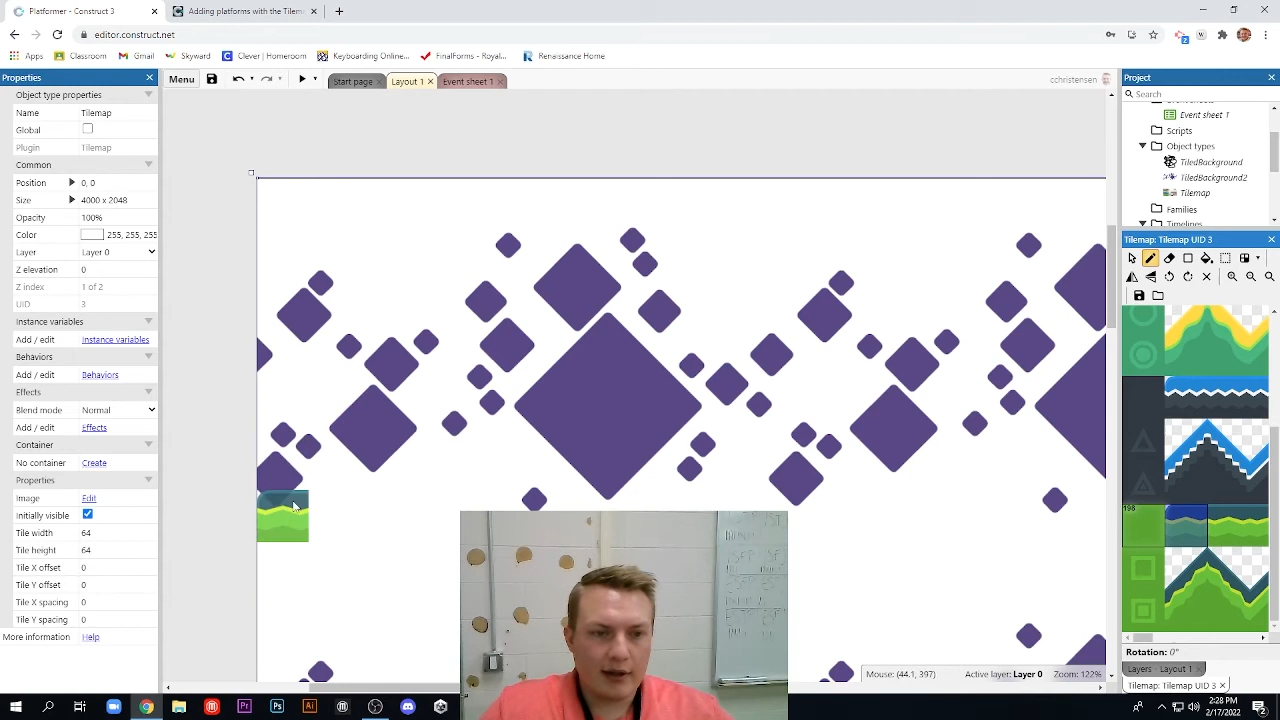 Platformer - Construct 3
Adding platforms with the Tilema
editor.construct.net
Apps
Classroom
Gmail
Skyward
Clever | Homeroom
Keyboarding Online...
FinalForms / Rollout...
Renaissance Home
Properties
Menu
Start page
Layout 1
Event sheet 1
cchristensen
Project
Object type properties
Name
Tilemap
Global
Plugin
Tilemap
Common
Position
0, 0
Size
4000 x 2048
Opacity
100%
Color
255, 255, 255
Layer
Layer 0
Z elevation
0
Z index
1 of 2
UID
3
Instance variables
Add / edit
Instance variables
Behaviors
Add / edit
Behaviors
Effects
Blend mode
Normal
Add / edit
Effects
Container
No container
Create
Properties
Image
Edit
Initially visible
Tile width
64
Tile height
64
Tile X offset
0
Tile Y offset
0
Tile X spacing
0
Tile Y spacing
0
More information
Help
Search
Event sheet 1
Scripts
Object types
TiledBackground
TiledBackground2
Tilemap
Families
Timelines
Tilemap: Tilemap UID 3
198
Rotation: 0°
Layers - Layout 1
Tilemap: Tilemap UID 3
Mouse: (44.1, 397)
Active layer: Layer 0
Zoom: 122%
2:28 PM
2/17/2022